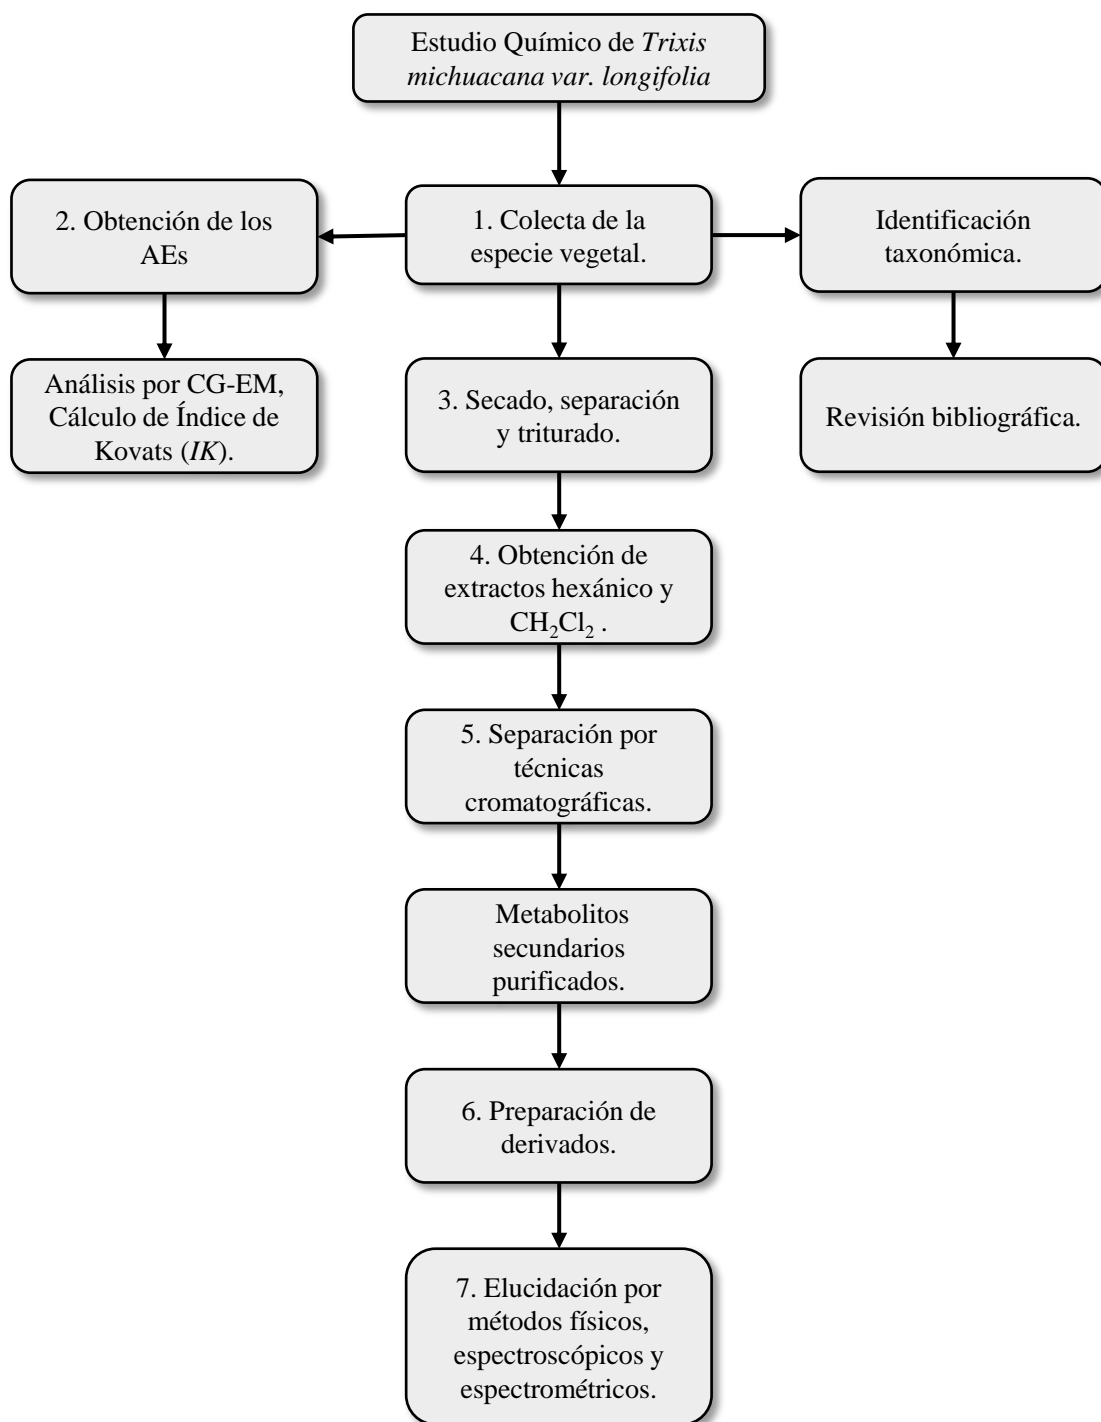 Estudio Químico de Trixis
michuacana var. longifolia
2. Obtención de los
AEs
1. Colecta de la
especie vegetal.
Identificación
taxonómica.
Análisis por CG-EM,
Cálculo de Índice de
Kovats (IK).
3. Secado, separación
y triturado.
Revisión bibliográfica.
4. Obtención de
extractos hexánico y
CH₂Cl₂ .
5. Separación por
técnicas
cromatográficas.
Metabolitos
secundarios
purificados.
6. Preparación de
derivados.
7. Elucidación por
métodos físicos,
espectroscópicos y
espectrométricos.